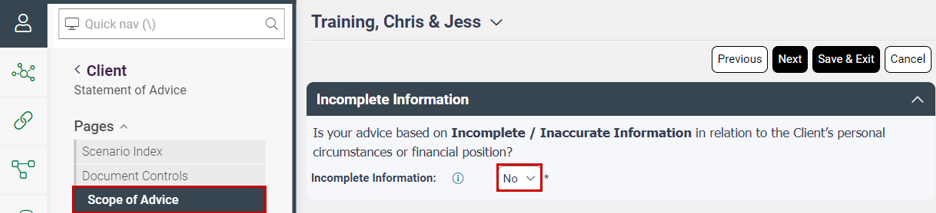 Quick nav (\)
Client
Statement of Advice
Pages
Scenario Index
Document Controls
Scope of Advice
Training, Chris & Jess
Previous
Next
Save & Exit
Cancel
Incomplete Information
Is your advice based on Incomplete / Inaccurate Information in relation to the Client's personal
circumstances or financial position?
Incomplete Information: No *